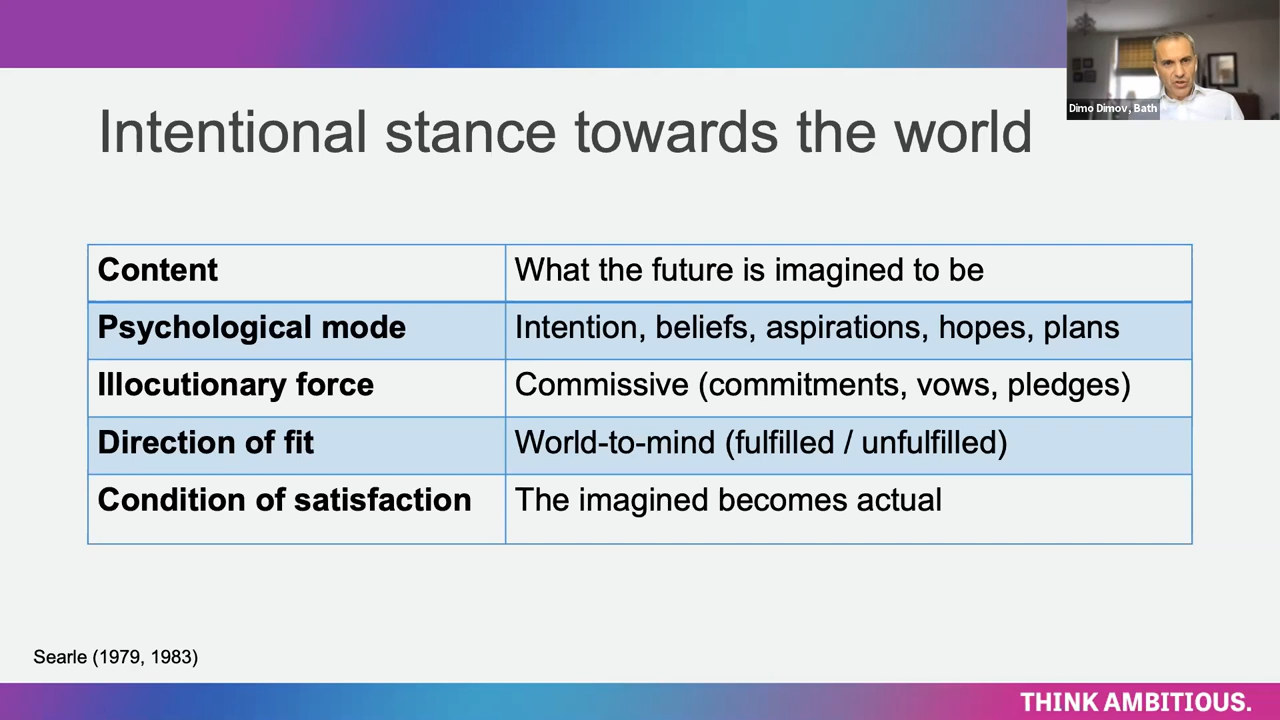 Dimo Dimov, Bath
Intentional stance towards the world
Content What the future is imagined to be
Psychological mode Intention, beliefs, aspirations, hopes, plans
Illocutionary force Commissive (commitments, vows, pledges)
Direction of fit World-to-mind (fulfilled / unfulfilled)
Condition of satisfaction The imagined becomes actual
Searle (1979, 1983)
THINK AMBITIOUS.